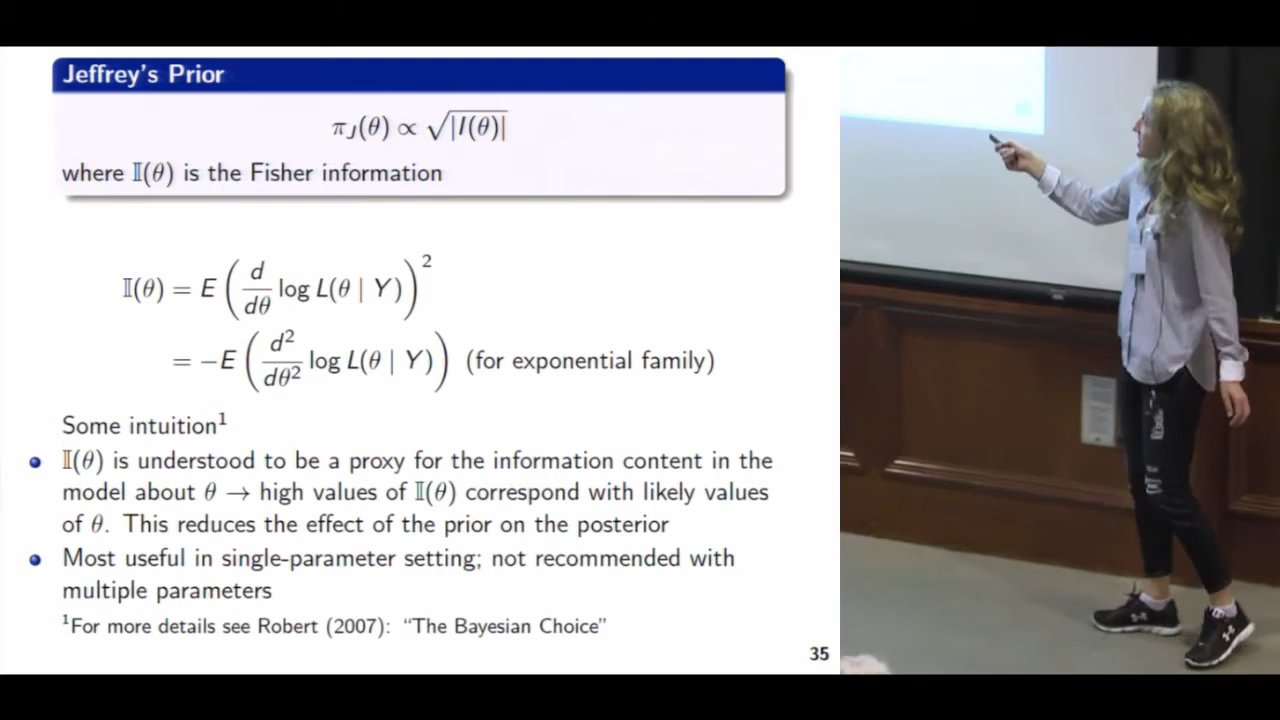 Jeffrey's Prior
π_J(θ) ∝ √|I(θ)|
where 𝕀(θ) is the Fisher information
𝕀(θ) = E ( d/dθ log L(θ | Y) )²
= −E ( d²/dθ² log L(θ | Y) ) (for exponential family)
Some intuition¹
𝕀(θ) is understood to be a proxy for the information content in the
model about θ → high values of 𝕀(θ) correspond with likely values
of θ. This reduces the effect of the prior on the posterior
Most useful in single-parameter setting; not recommended with
multiple parameters
¹For more details see Robert (2007): “The Bayesian Choice”
35